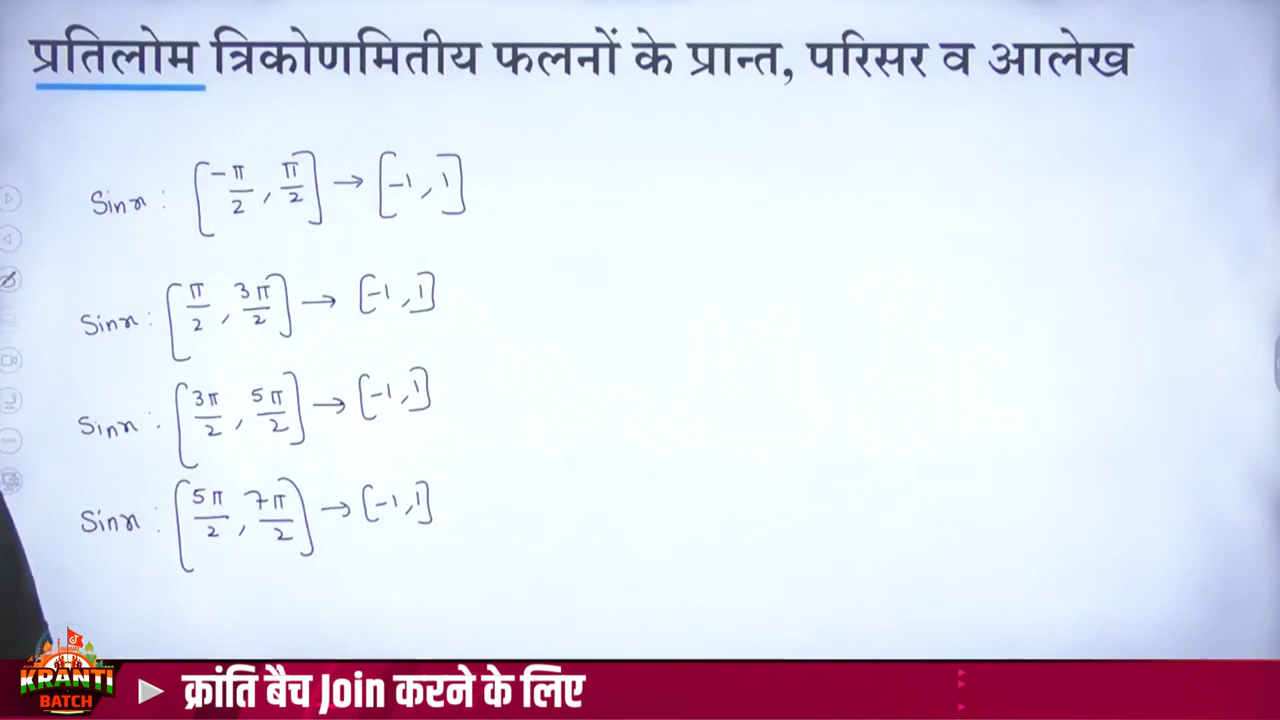 प्रतिलोम त्रिकोणमितीय फलनों के प्रान्त, परिसर व आलेख
Sinx : [-π/2, π/2] → [-1, 1]
Sinx : [π/2, 3π/2] → [-1, 1]
Sinx . [3π/2, 5π/2] → [-1, 1]
Sinx : [5π/2, 7π/2] → [-1, 1]
KRANTI
BATCH
क्रांति बैच Join करने के लिए